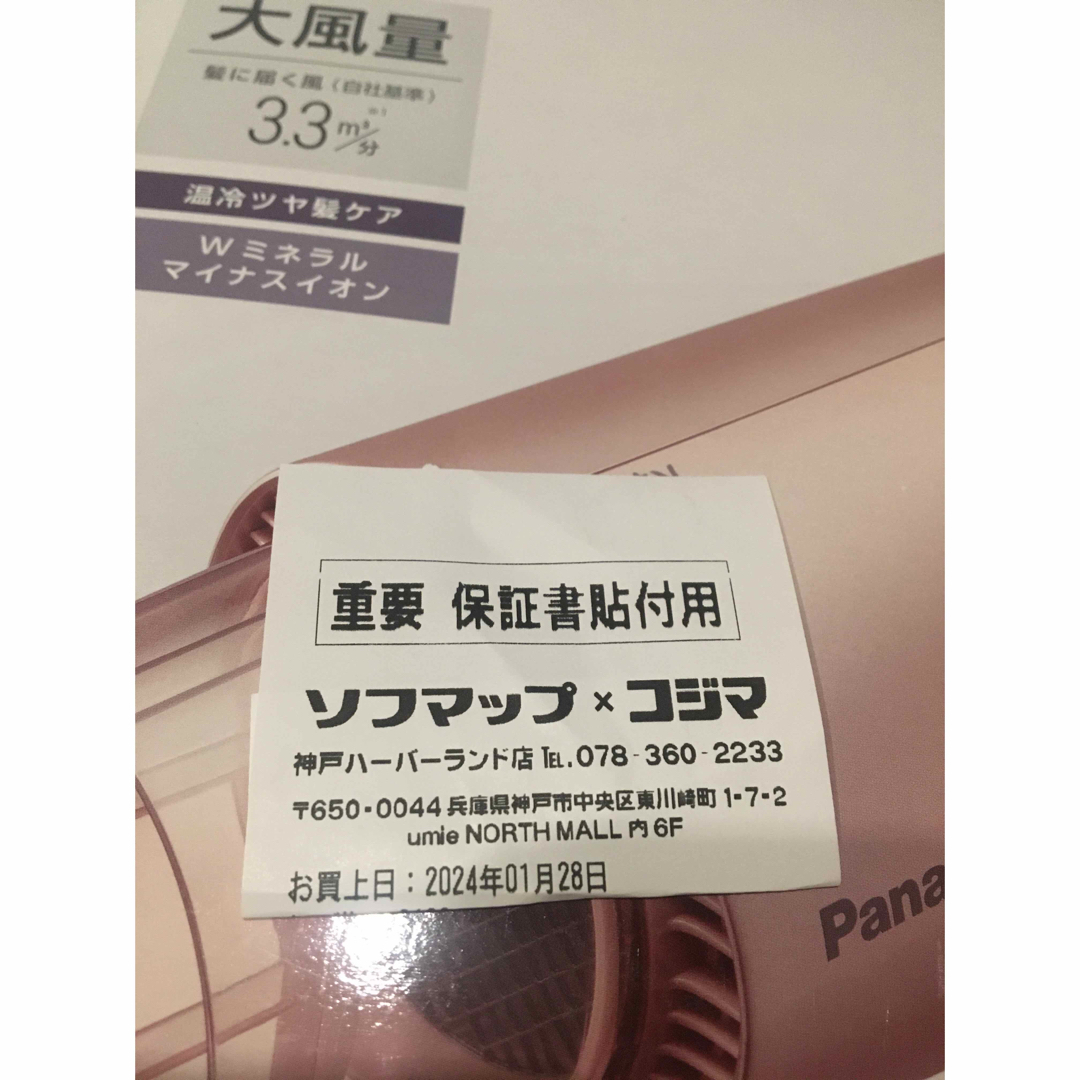 大風量
髪に届く風(自社基準)
3.3m³/分
※1
温冷ツヤ髪ケア
Wミネラル
マイナスイオン
重要 保証書貼付用
ソフマップ×コジマ
神戸ハーバーランド店 TEL.078-360-2233
〒650-0044 兵庫県神戸市中央区東川崎町1-7-2
umie NORTH MALL 内 6F
お買上日:2024年01月28日
Pana